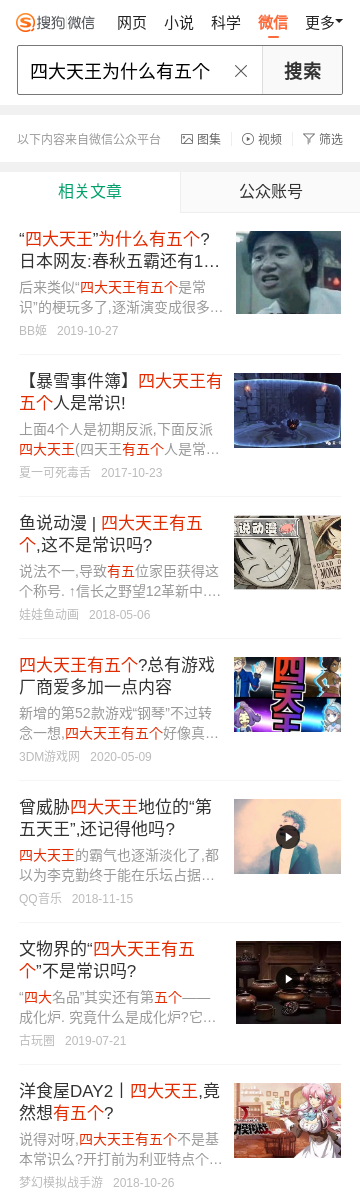 搜狗微信 网页 小说 科学 微信 更多
四大天王为什么有五个 搜索
以下内容来自微信公众平台 图集 视频 筛选
相关文章 公众账号
“四大天王”为什么有五个?
日本网友:春秋五霸还有1…
后来类似“四大天王有五个是常
识”的梗玩多了,逐渐演变成很多…
BB姬 2019-10-27
【暴雪事件簿】四大天王有
五个人是常识!
上面4个人是初期反派,下面反派
四大天王(四天王有五个人是常…
夏一可死毒舌 2017-10-23
鱼说动漫 | 四大天王有五
个,这不是常识吗?
说法不一,导致有五位家臣获得这
个称号. ↑信长之野望12革新中.…
娃娃鱼动画 2018-05-06
四大天王有五个?总有游戏
厂商爱多加一点内容
新增的第52款游戏“钢琴”不过转
念一想,四大天王有五个好像真…
3DM游戏网 2020-05-09
四天王
曾威胁四大天王地位的“第
五天王”,还记得他吗?
四大天王的霸气也逐渐淡化了,都
以为李克勤终于能在乐坛占据…
QQ音乐 2018-11-15
文物界的“四大天王有五
个”不是常识吗?
“四大名品”其实还有第五个——
成化炉. 究竟什么是成化炉?它…
古玩圈 2019-07-21
洋食屋DAY2丨四大天王,竟
然想有五个?
说得对呀,四大天王有五个不是基
本常识么?开打前为利亚特点个…
梦幻模拟战手游 2018-10-26